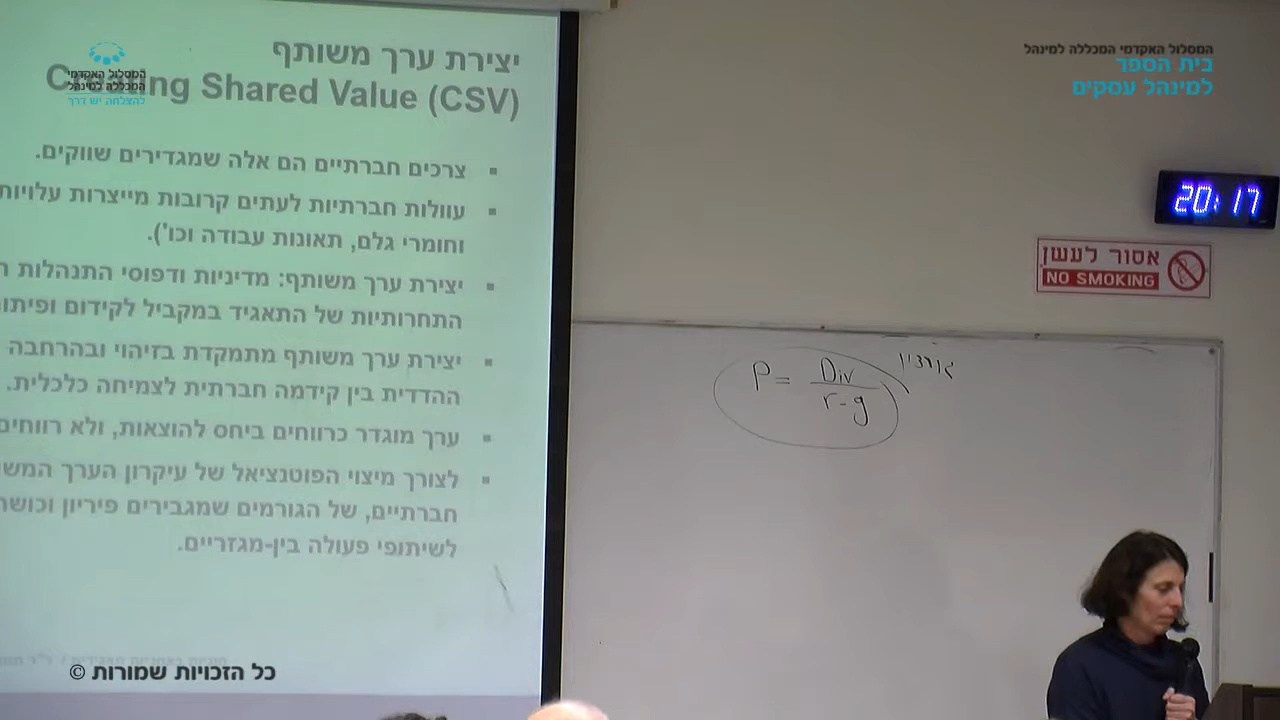 יצירת ערך משותף
Creating Shared Value (CSV)
צרכים חברתיים הם אלה שמגדירים שווקים.
עוולות חברתיות לעתים קרובות מייצרות עלויות
וחומרי גלם, תאונות עבודה וכו').
יצירת ערך משותף: מדיניות ודפוסי התנהלות
התחרותיות של התאגיד במקביל לקידום
יצירת ערך משותף מתמקדת בזיהוי ובהרחבה
ההדדית בין קידמה חברתית לצמיחה כלכלית.
ערך מוגדר כרווחים ביחס להוצאות, ולא רווחים
לצורך מיצוי הפוטנציאל של עיקרון הערך
חברתיים, של הגורמים שמגבירים פיריון
לשיתופי פעולה בין-מגזריים.
המסלול האקדמי
המכללה למינהל
להצלחה יש דרך
כל הזכויות שמורות ©
המסלול האקדמי המכללה למינהל
בית הספר
למינהל עסקים
20:17
אסור לעשן
NO SMOKING
P = Div / r - g